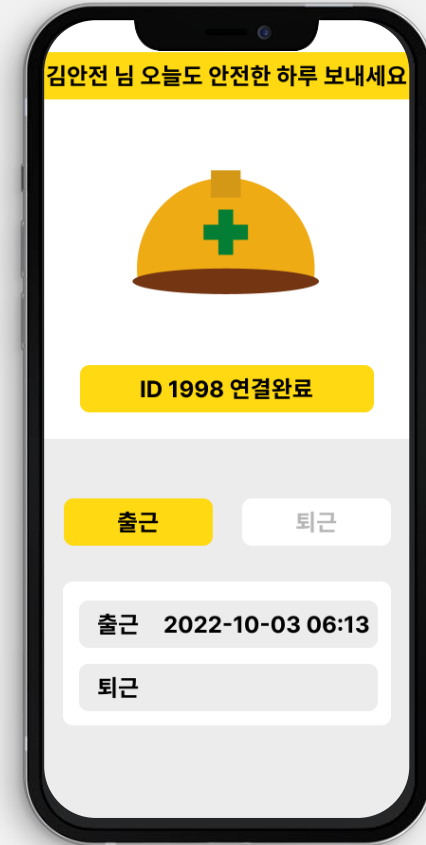 김안전 님 오늘도 안전한 하루 보내세요
ID 1998 연결완료
출근 퇴근
출근 2022-10-03 06:13
퇴근